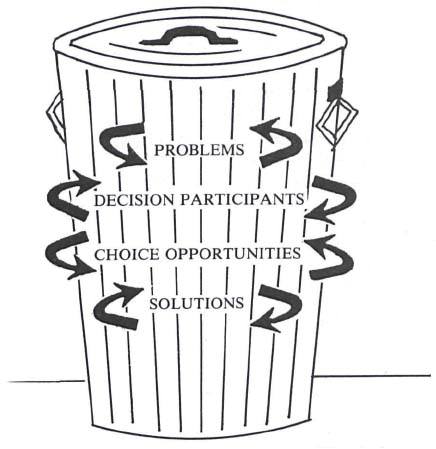 PROBLEMS
DECISION PARTICIPANTS
CHOICE OPPORTUNITIES
SOLUTIONS